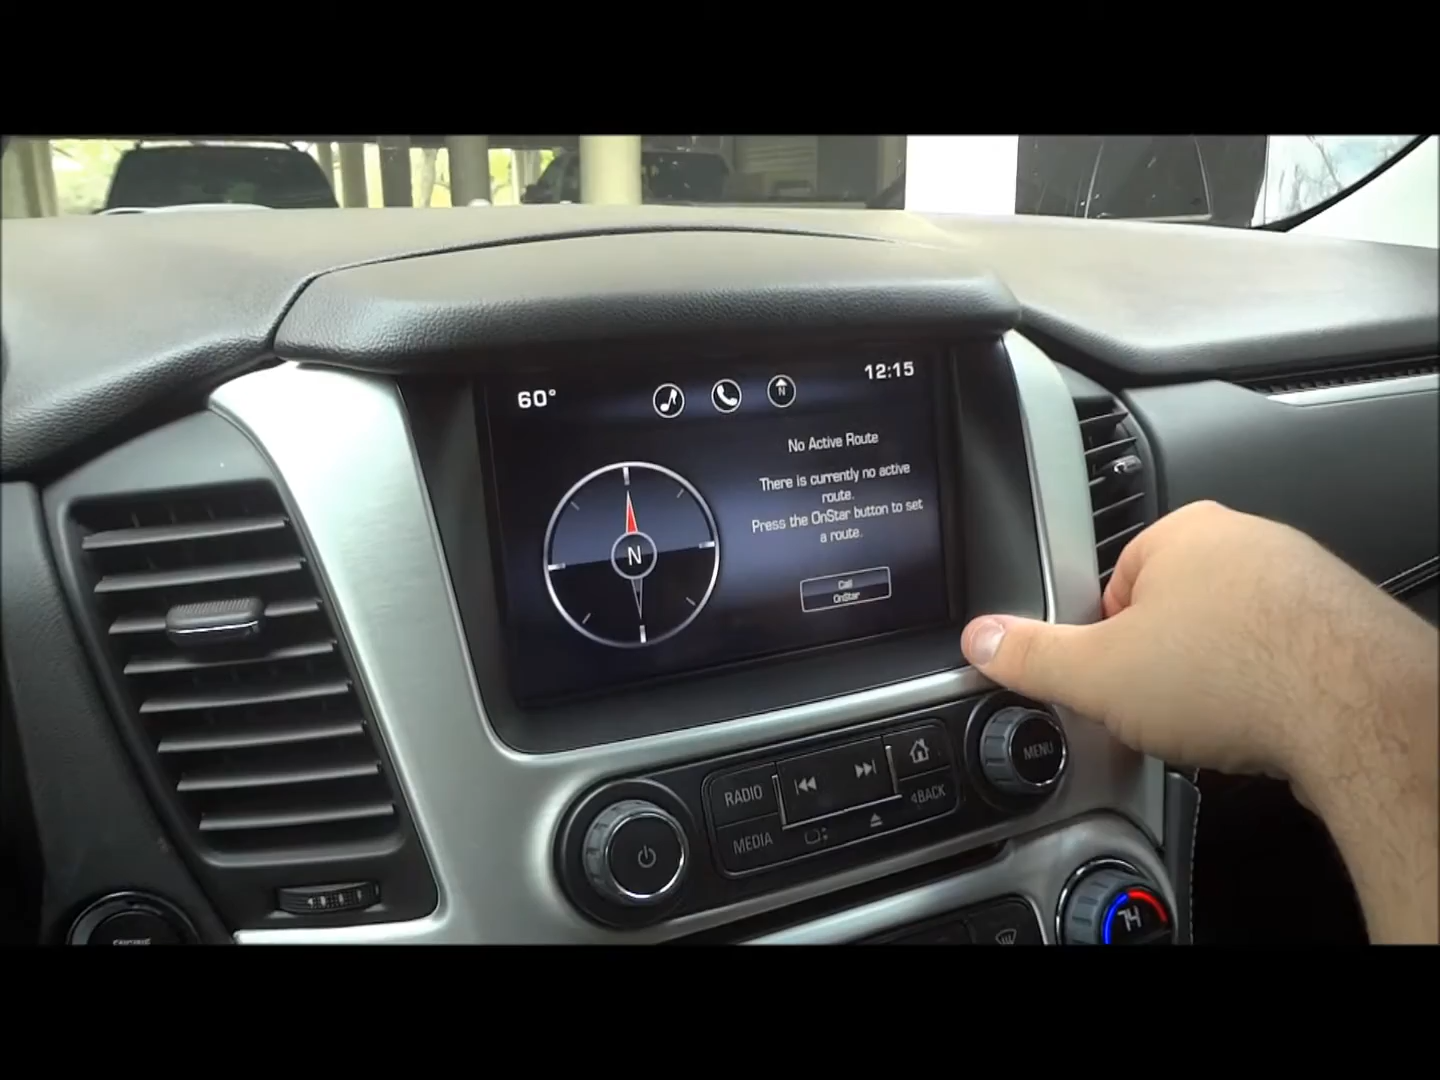 60°
12:15
N
No Active Route
There is currently no active
route.
Press the OnStar button to set
a route.
N
Call
OnStar
RADIO
MENU
MEDIA
BACK
74